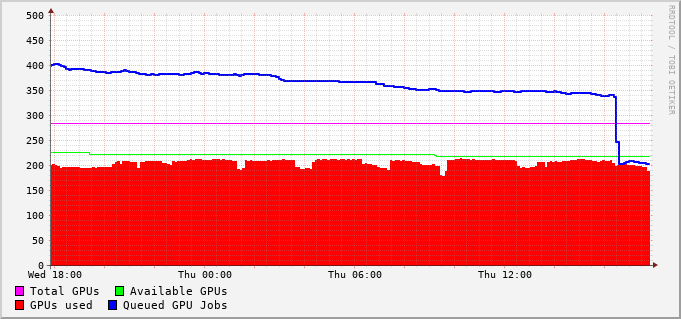 500
450
400
350
300
250
200
150
100
50
0
Wed 18:00 Thu 00:00 Thu 06:00 Thu 12:00
Total GPUs Available GPUs
GPUs used Queued GPU Jobs
RRDTOOL / TOBI OETIKER